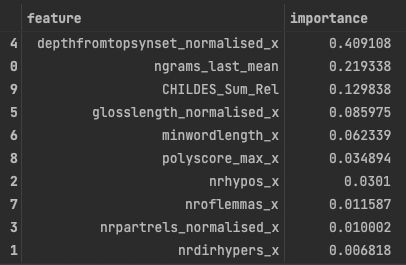 feature importance
4 depthfromtopsynset_normalised_x 0.409108
0 ngrams_last_mean 0.219338
9 CHILDES_Sum_Rel 0.129838
5 glosslength_normalised_x 0.085975
6 minwordlength_x 0.062339
8 polyscore_max_x 0.034894
2 nrhypos_x 0.0301
7 nroflemmas_x 0.011587
3 nrpartrels_normalised_x 0.010002
1 nrdirhypers_x 0.006818